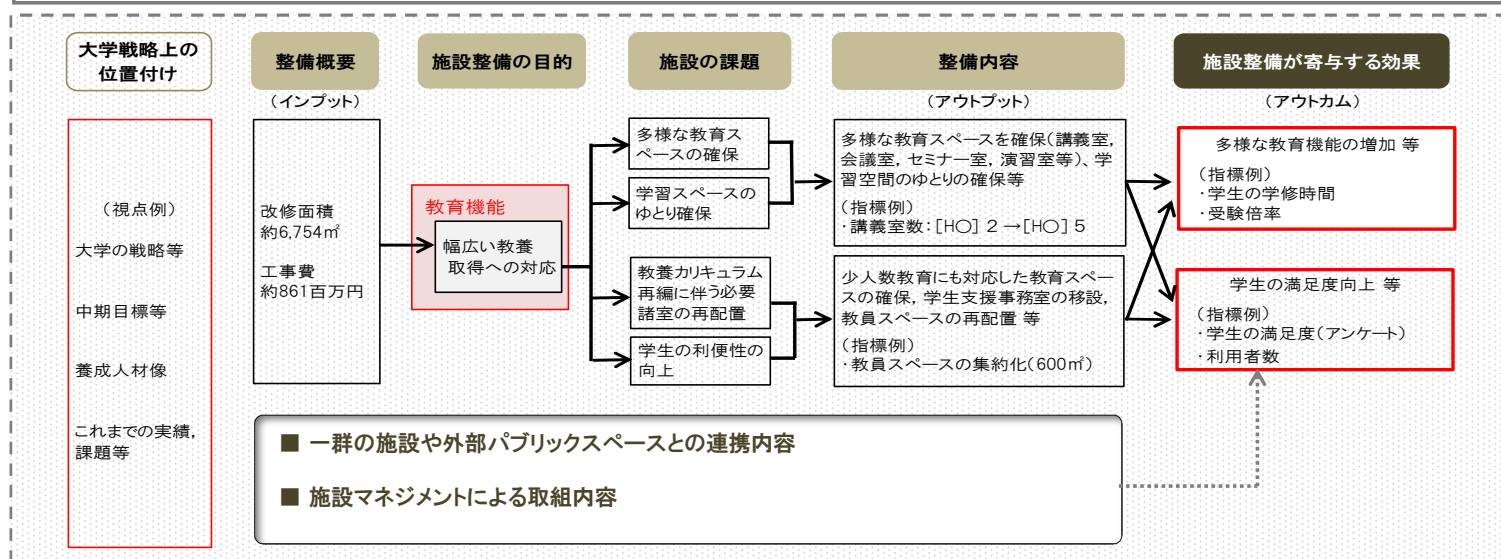 大学戦略上の
位置付け
整備概要
施設整備の目的
施設の課題
整備内容
施設整備が寄与する効果
(インプット)
(アウトプット)
(アウトカム)
(視点例)
大学の戦略等
中期目標等
養成人材像
これまでの実績,
課題等
改修面積
約6,754㎡
工事費
約861百万円
教育機能
幅広い教養
取得への対応
多様な教育ス
ペースの確保
学習スペースの
ゆとり確保
教養カリキュラム
再編に伴う必要
諸室の再配置
学生の利便性の
向上
多様な教育スペースを確保(講義室,
会議室, セミナー室, 演習室等)、学
習空間のゆとりの確保等
(指標例)
・講義室数:[H○] 2 →[H○] 5
少人数教育にも対応した教育スペー
スの確保, 学生支援事務室の移設,
教員スペースの再配置 等
(指標例)
・教員スペースの集約化(600㎡)
多様な教育機能の増加 等
(指標例)
・学生の学修時間
・受験倍率
学生の満足度向上 等
(指標例)
・学生の満足度(アンケート)
・利用者数
■ 一群の施設や外部パブリックスペースとの連携内容
■ 施設マネジメントによる取組内容